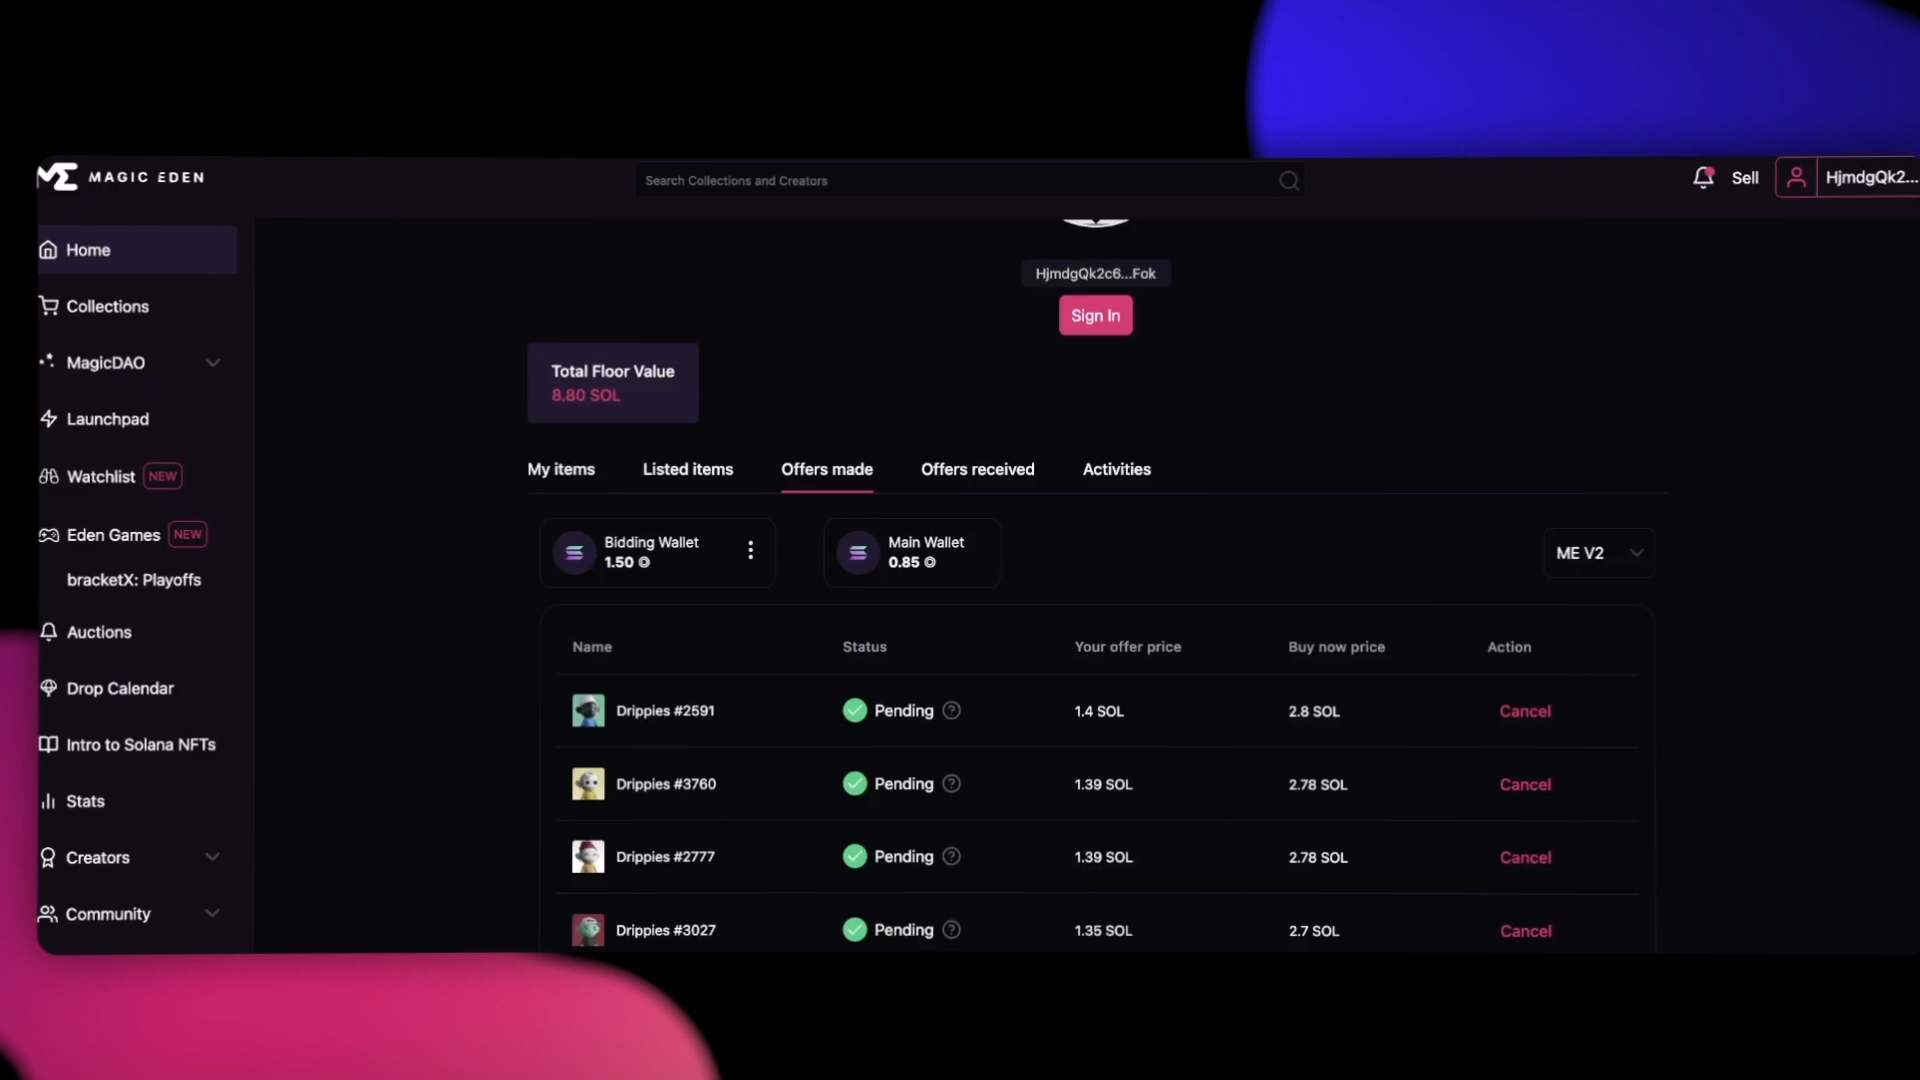 MAGIC EDEN
Search Collections and Creators
Sell
HjmdgQk2...
Home
Collections
MagicDAO
Launchpad
Watchlist NEW
Eden Games NEW
bracketX: Playoffs
Auctions
Drop Calendar
Intro to Solana NFTs
Stats
Creators
Community
HjmdgQk2c6...Fok
Sign In
Total Floor Value
8.80 SOL
My items Listed items Offers made Offers received Activities
Bidding Wallet
1.50
Main Wallet
0.85
ME V2
Name Status Your offer price Buy now price Action
Drippies #2591 Pending 1.4 SOL 2.8 SOL Cancel
Drippies #3760 Pending 1.39 SOL 2.78 SOL Cancel
Drippies #2777 Pending 1.39 SOL 2.78 SOL Cancel
Drippies #3027 Pending 1.35 SOL 2.7 SOL Cancel